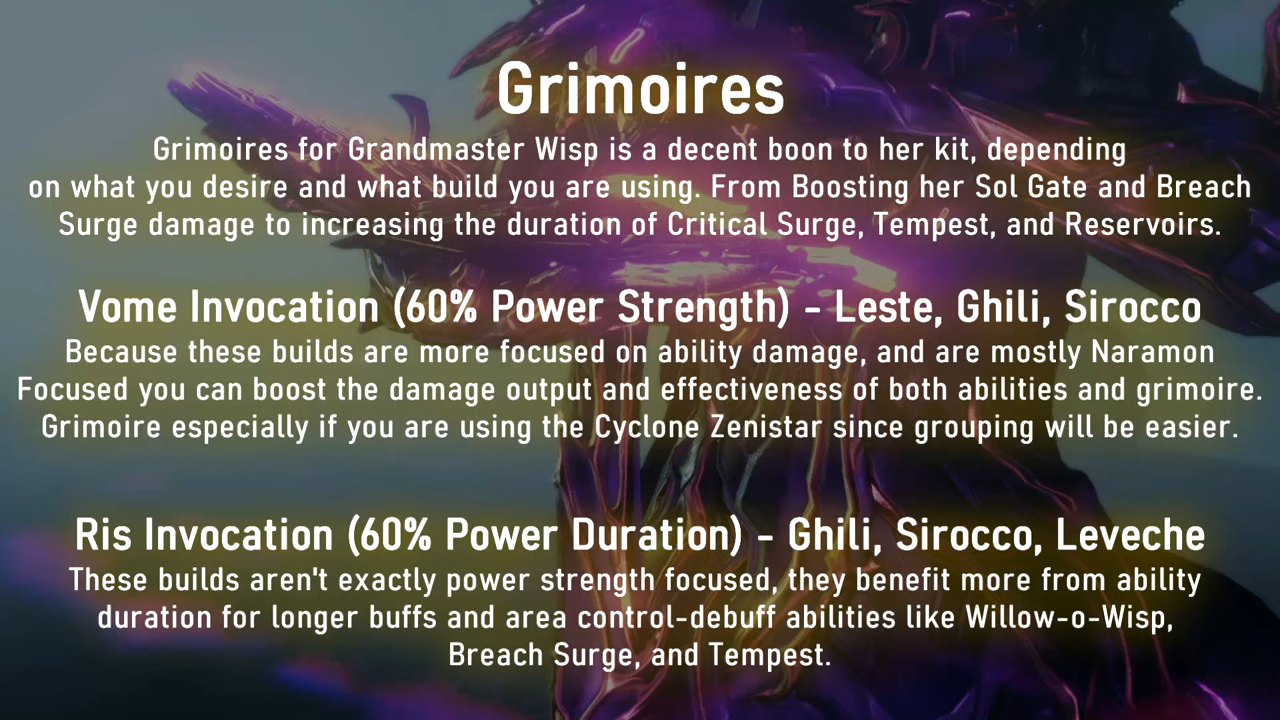 Grimoires
Grimoires for Grandmaster Wisp is a decent boon to her kit, depending
on what you desire and what build you are using. From Boosting her Sol Gate and Breach
Surge damage to increasing the duration of Critical Surge, Tempest, and Reservoirs.
Vome Invocation (60% Power Strength) - Leste, Ghili, Sirocco
Because these builds are more focused on ability damage, and are mostly Naramon
Focused you can boost the damage output and effectiveness of both abilities and grimoire.
Grimoire especially if you are using the Cyclone Zenistar since grouping will be easier.
Ris Invocation (60% Power Duration) - Ghili, Sirocco, Leveche
These builds aren't exactly power strength focused, they benefit more from ability
duration for longer buffs and area control-debuff abilities like Willow-o-Wisp,
Breach Surge, and Tempest.